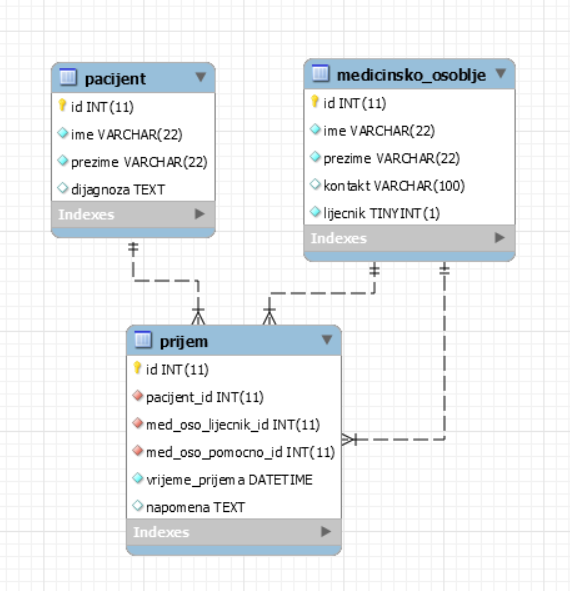 pacijent
id INT(11)
ime VARCHAR(22)
prezime VARCHAR(22)
dijagnoza TEXT
Indexes
medicinsko_osoblje
id INT(11)
ime VARCHAR(22)
prezime VARCHAR(22)
kontakt VARCHAR(100)
lijecnik TINYINT(1)
Indexes
prijem
id INT(11)
pacijent_id INT(11)
med_oso_lijecnik_id INT(11)
med_oso_pomocno_id INT(11)
vrijeme_prijema DATETIME
napomena TEXT
Indexes